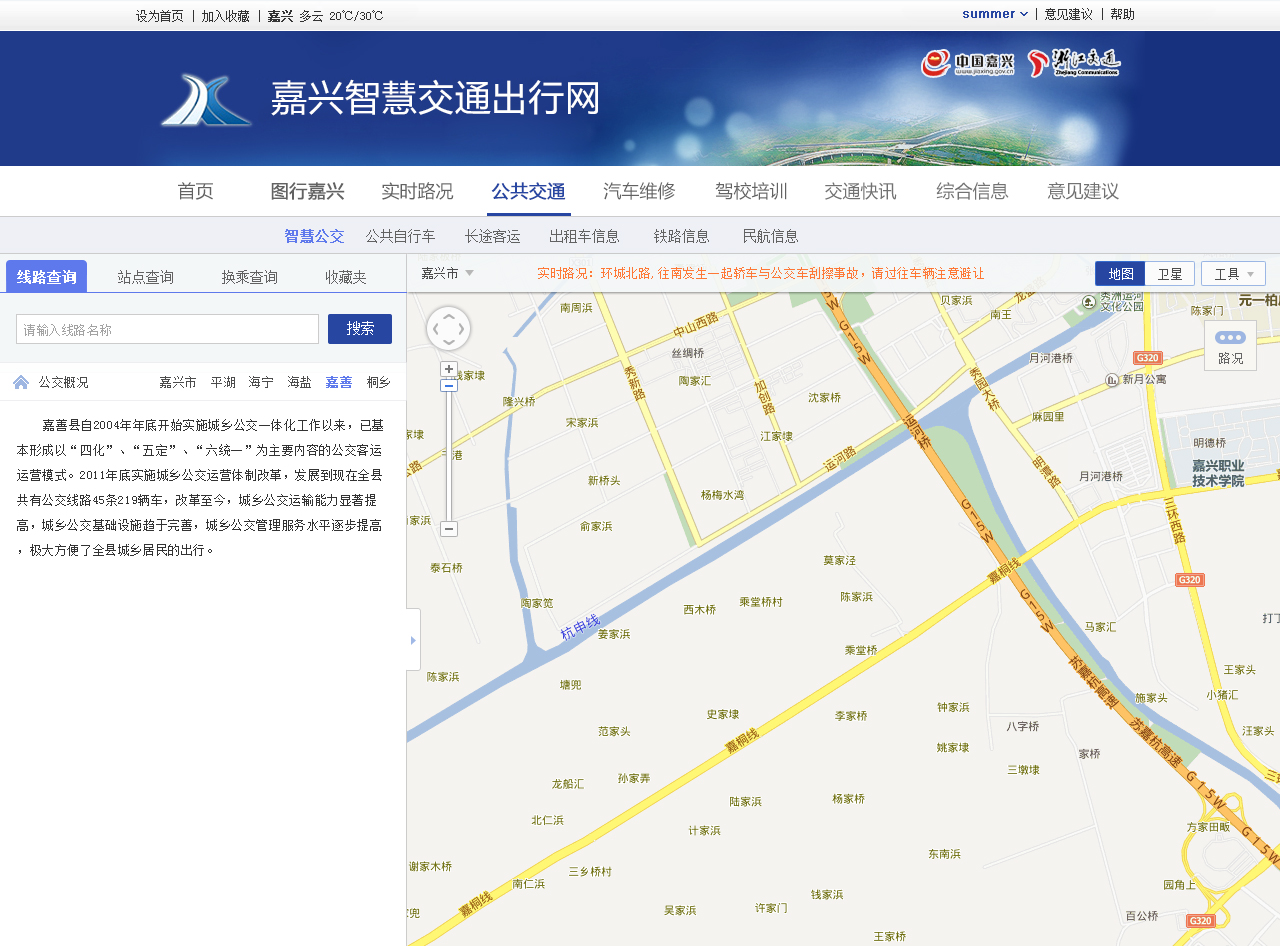 设为首页 | 加入收藏 | 嘉兴 多云 20℃/30℃
summer | 意见建议 | 帮助
中国嘉兴
www.jiaxing.gov.cn
浙江交通
Zhejiang Communications
嘉兴智慧交通出行网
首页 图行嘉兴 实时路况 公共交通 汽车维修 驾校培训 交通快讯 综合信息 意见建议
智慧公交 公共自行车 长途客运 出租车信息 铁路信息 民航信息
线路查询 站点查询 换乘查询 收藏夹
请输入线路名称 搜索
公交概况 嘉兴市 平湖 海宁 海盐 嘉善 桐乡
嘉善县自2004年年底开始实施城乡公交一体化工作以来，已基
本形成以“四化”、“五定”、“六统一”为主要内容的公交客运
运营模式。2011年底实施城乡公交运营体制改革，发展到现在全县
共有公交线路45条219辆车，改革至今，城乡公交运输能力显著提
高，城乡公交基础设施趋于完善，城乡公交管理服务水平逐步提高
，极大方便了全县城乡居民的出行。
嘉兴市
实时路况：环城北路,往南发生一起轿车与公交车刮擦事故，请过往车辆注意避让
地图 卫星 工具
路况
南周浜
中山西路
丝绸桥
陶家汇
秀新路
加创路
沈家桥
隆兴桥
宋家浜
江家埭
运河路
运河桥
新桥头
杨梅水湾
俞家浜
泰石桥
G15W
贝家浜
南王
秀洲运河
文化公园
陈家门
元一柏
月河港桥
G320
新月公寓
秀园大桥
麻园里
明德桥
嘉兴职业
技术学院
月河港桥
三环西路
G15W
莫家泾
嘉桐线
G320
陶家笕
杭申线
姜家浜
西木桥
乘堂桥村
陈家浜
G15W
马家汇
打丁
乘堂桥
陈家浜
塘兜
苏嘉杭高速
王家头
小猪汇
施家头
史家埭
李家桥
钟家浜
范家头
嘉桐线
八字桥
苏嘉杭高速
汪家头
姚家埭
家桥
三墩埭
龙船汇
孙家弄
G15W
陆家浜
杨家桥
北仁浜
计家浜
方家田畈
G15W
东南浜
谢家木桥
三乡桥村
南仁浜
园角上
钱家浜
嘉桐线
吴家浜
许家门
百公桥
G320
王家桥